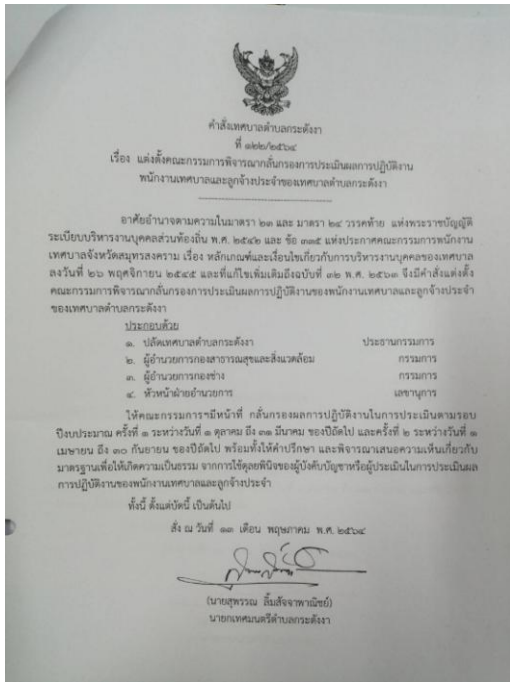 คำสั่งเทศบาลตำบลกระดังงา
ที่ ๑๒๒/๒๕๖๔
เรื่อง แต่งตั้งคณะกรรมการพิจารณากลั่นกรองการประเมินผลการปฏิบัติงาน
พนักงานเทศบาลและลูกจ้างประจำของเทศบาลตำบลกระดังงา
อาศัยอำนาจตามความในมาตรา ๒๓ และ มาตรา ๒๔ วรรคท้าย แห่งพระราชบัญญัติ
ระเบียบบริหารงานบุคคลส่วนท้องถิ่น พ.ศ. ๒๕๔๒ และ ข้อ ๓๓๕ แห่งประกาศคณะกรรมการพนักงาน
เทศบาลจังหวัดสมุทรสงคราม เรื่อง หลักเกณฑ์และเงื่อนไขเกี่ยวกับการบริหารงานบุคคลของเทศบาล
ลงวันที่ ๒๖ พฤศจิกายน ๒๕๔๕ และที่แก้ไขเพิ่มเติมถึงฉบับที่ ๓๒ พ.ศ. ๒๕๖๓ จึงมีคำสั่งแต่งตั้ง
คณะกรรมการพิจารณากลั่นกรองการประเมินผลการปฏิบัติงานของพนักงานเทศบาลและลูกจ้างประจำ
ของเทศบาลตำบลกระดังงา
ประกอบด้วย
๑. ปลัดเทศบาลตำบลกระดังงา ประธานกรรมการ
๒. ผู้อำนวยการกองสาธารณสุขและสิ่งแวดล้อม กรรมการ
๓. ผู้อำนวยการกองช่าง กรรมการ
๔. หัวหน้าฝ่ายอำนวยการ เลขานุการ
ให้คณะกรรมการฯมีหน้าที่ กลั่นกรองผลการปฏิบัติงานในการประเมินตามรอบ
ปีงบประมาณ ครั้งที่ ๑ ระหว่างวันที่ ๑ ตุลาคม ถึง ๓๑ มีนาคม ของปีถัดไป และครั้งที่ ๒ ระหว่างวันที่ ๑
เมษายน ถึง ๓๐ กันยายน ของปีถัดไป พร้อมทั้งให้คำปรึกษา และพิจารณาเสนอความเห็นเกี่ยวกับ
มาตรฐานเพื่อให้เกิดความเป็นธรรม จากการใช้ดุลยพินิจของผู้บังคับบัญชาหรือผู้ประเมินในการประเมินผล
การปฏิบัติงานของพนักงานเทศบาลและลูกจ้างประจำ
ทั้งนี้ ตั้งแต่บัดนี้ เป็นต้นไป
สั่ง ณ วันที่ ๑๓ เดือน พฤษภาคม พ.ศ. ๒๕๖๔
(นายสุพรรณ ลิ้มสัจจาพาณิชย์)
นายกเทศมนตรีตำบลกระดังงา